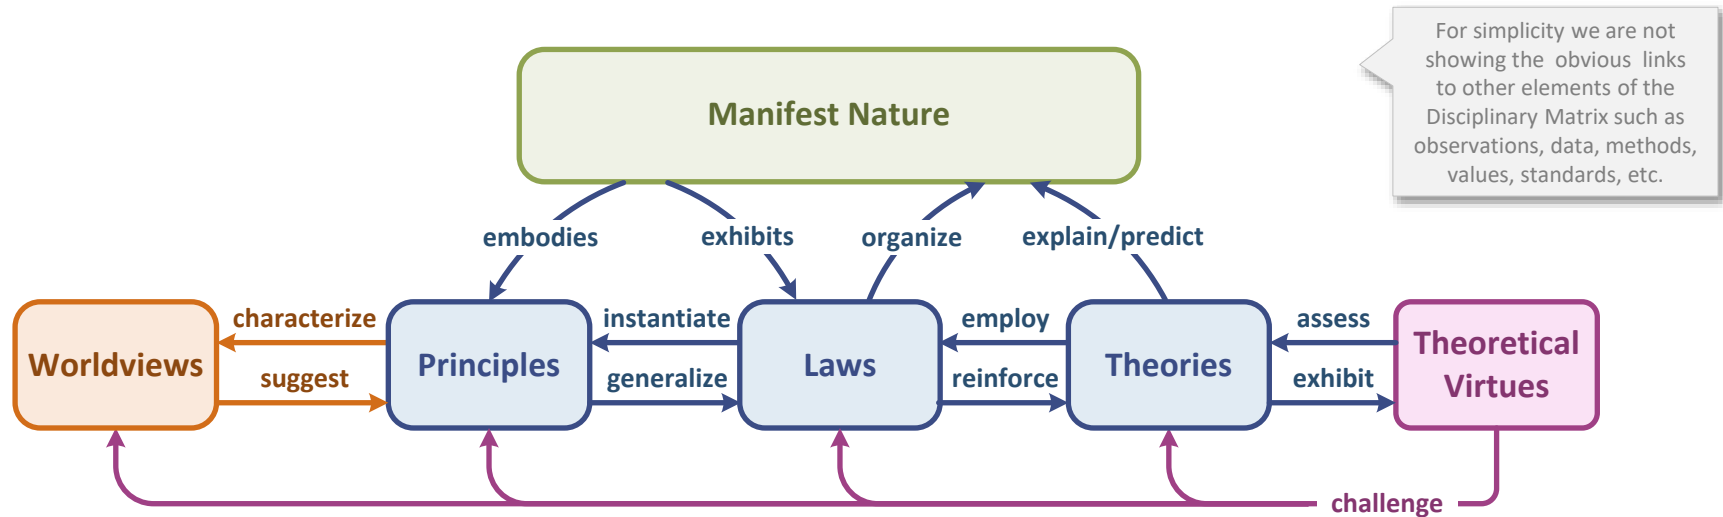 For simplicity we are not
showing the obvious links
to other elements of the
Disciplinary Matrix such as
observations, data, methods,
values, standards, etc.
Manifest Nature
embodies
exhibits
organize
explain/predict
characterize
instantiate
employ
assess
Worldviews
Principles
Laws
Theories
Theoretical
Virtues
suggest
generalize
reinforce
exhibit
challenge